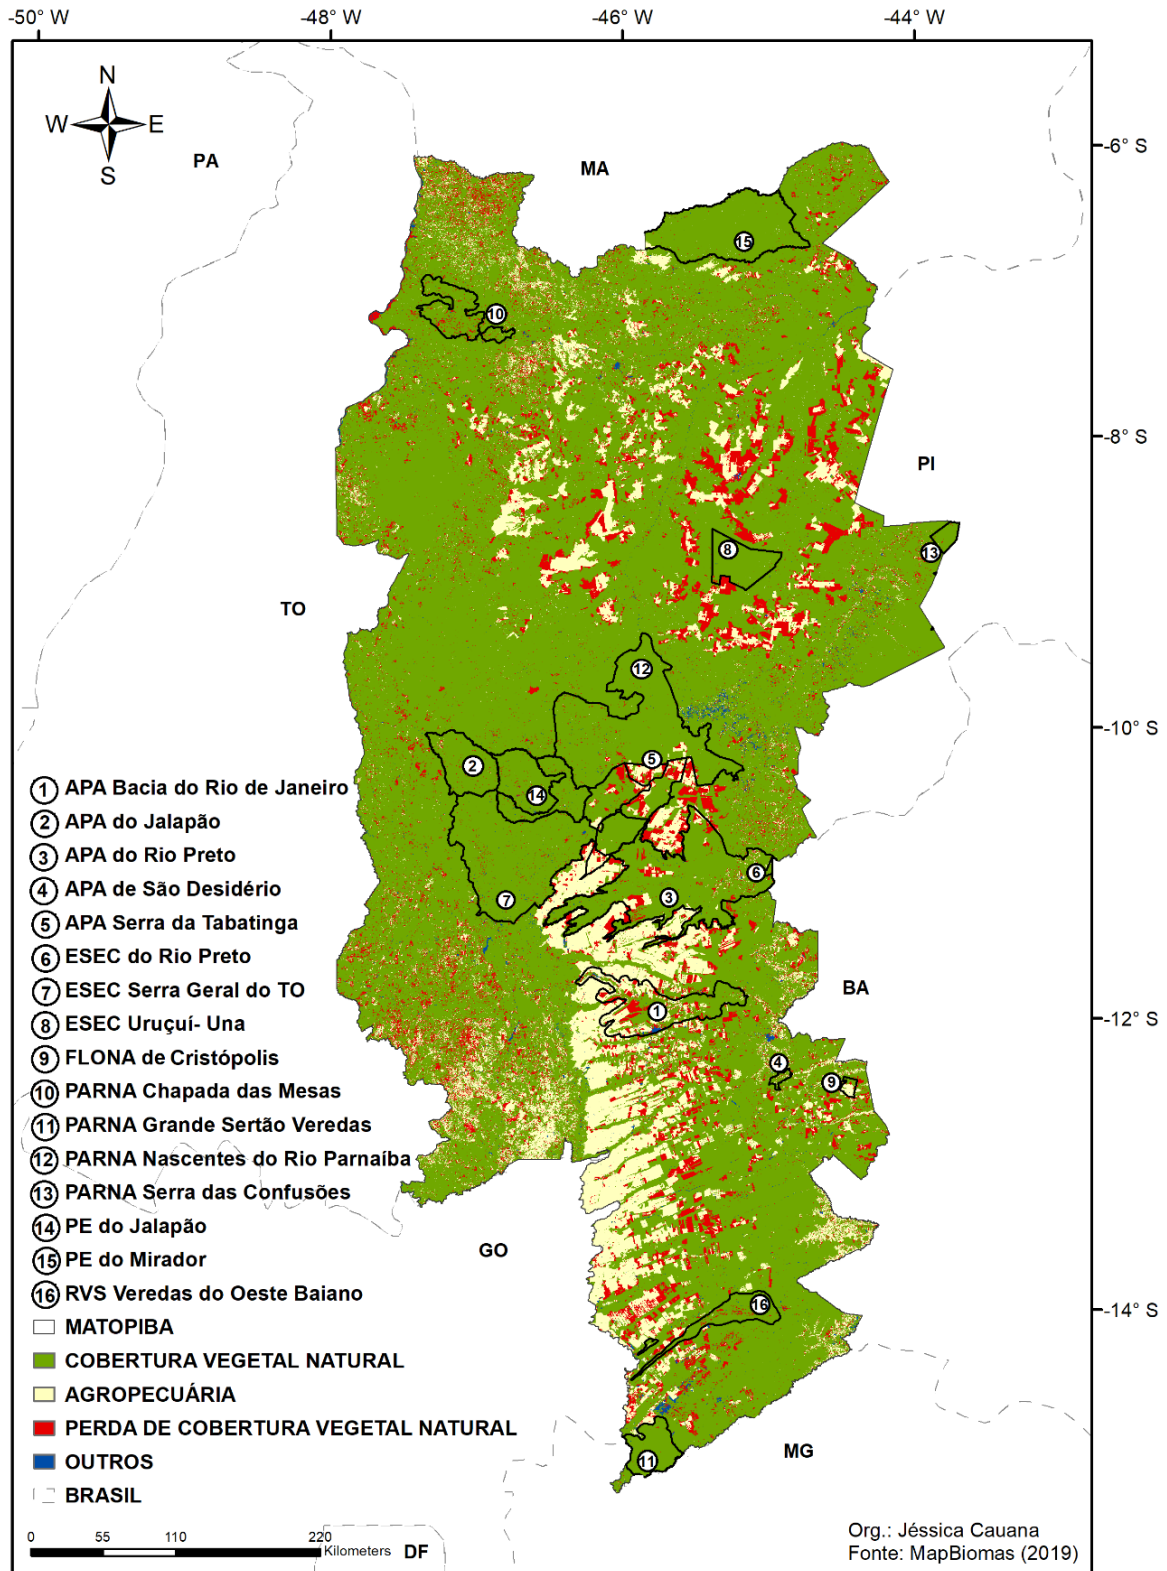 -50° W -48° W -46° W -44° W
N
W E
S
PA
MA
-6° S
15
10
-8° S
PI
8
13
TO
12
-10° S
5
2
14
6
7
3
1 APA Bacia do Rio de Janeiro
2 APA do Jalapão
3 APA do Rio Preto
4 APA de São Desidério
5 APA Serra da Tabatinga
6 ESEC do Rio Preto
7 ESEC Serra Geral do TO
8 ESEC Uruçuí- Una
9 FLONA de Cristópolis
10 PARNA Chapada das Mesas
11 PARNA Grande Sertão Veredas
12 PARNA Nascentes do Rio Parnaíba
13 PARNA Serra das Confusões
14 PE do Jalapão
15 PE do Mirador
16 RVS Veredas do Oeste Baiano
MATOPIBA
COBERTURA VEGETAL NATURAL
AGROPECUÁRIA
PERDA DE COBERTURA VEGETAL NATURAL
OUTROS
BRASIL
BA
1
-12° S
4
9
GO
16
-14° S
MG
11
0 55 110 220
Kilometers
DF
Org.: Jéssica Cauana
Fonte: MapBiomas (2019)